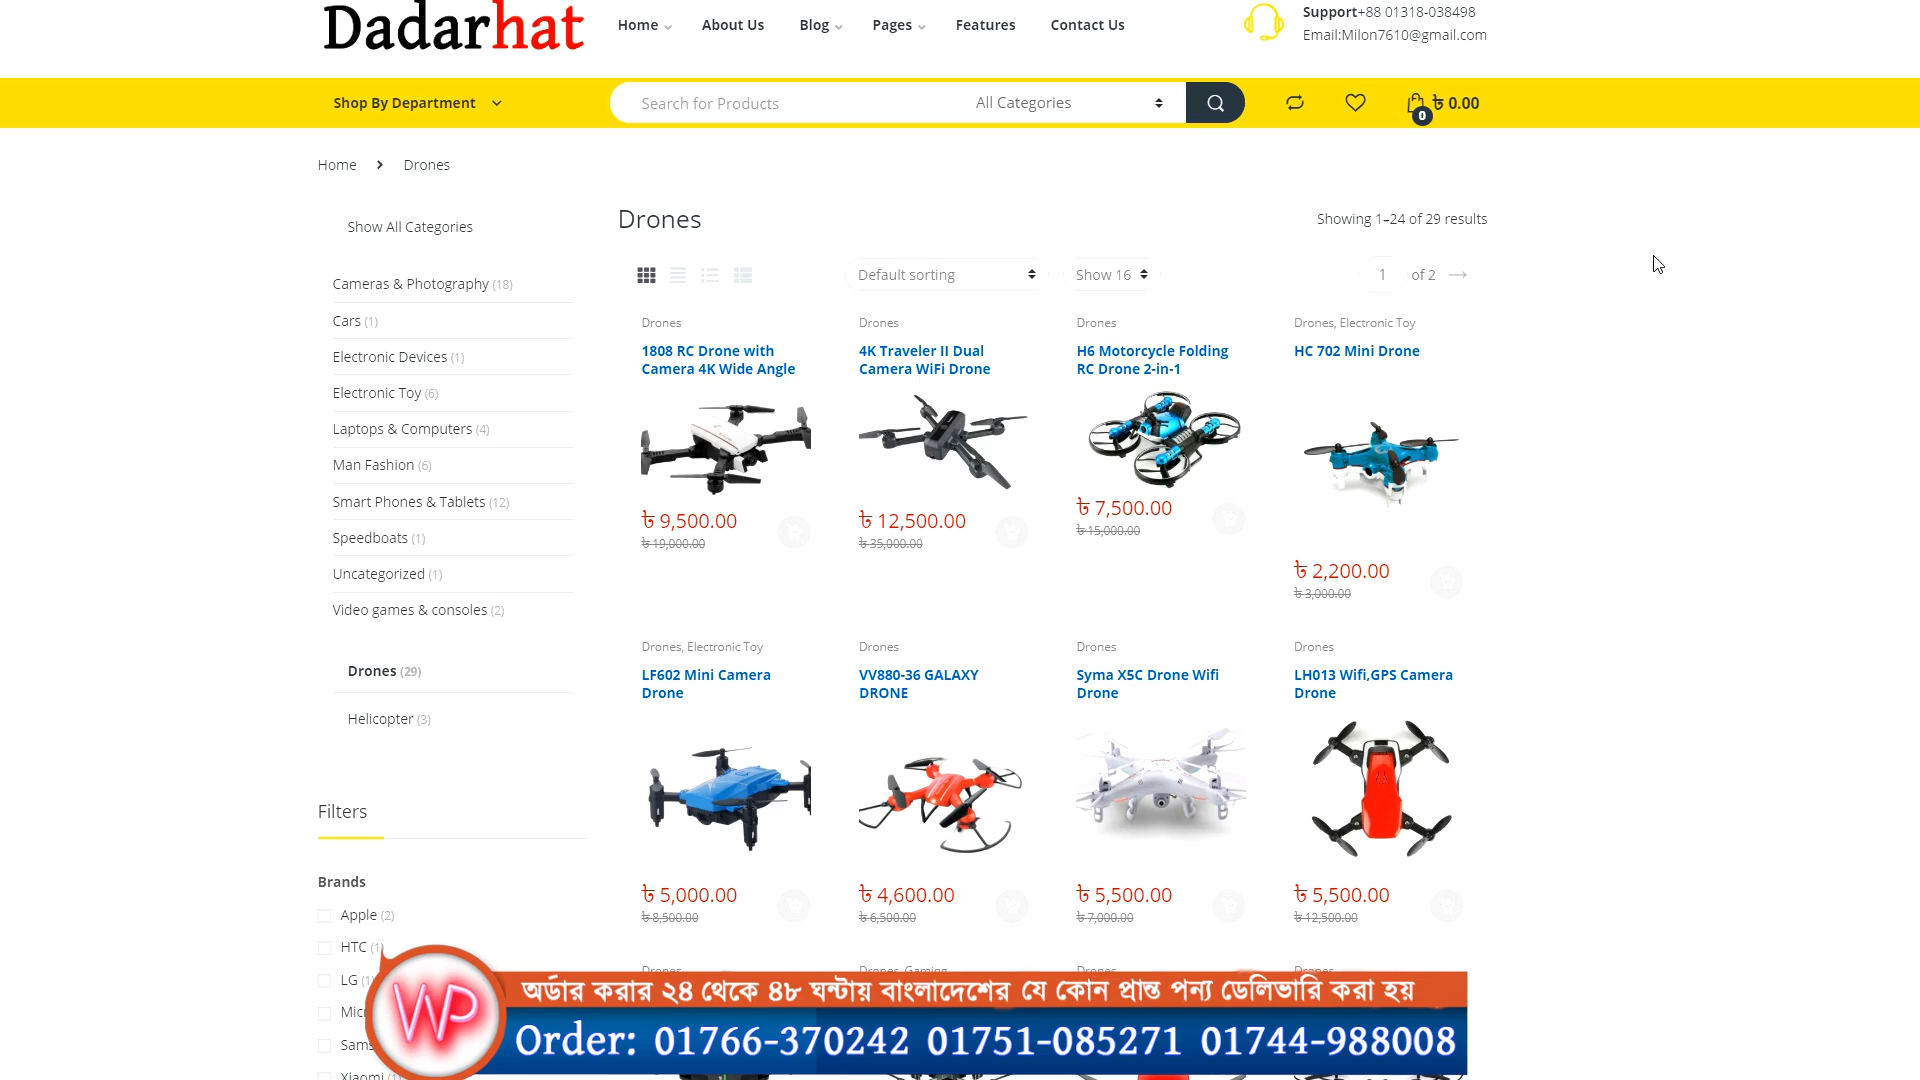 Dadarhat
Home
About Us
Blog
Pages
Features
Contact Us
Support+88 01318-038498
Email:Milon7610@gmail.com
Shop By Department
Search for Products
All Categories
0
৳ 0.00
Home
Drones
Show All Categories
Cameras & Photography (18)
Cars (1)
Electronic Devices (1)
Electronic Toy (6)
Laptops & Computers (4)
Man Fashion (6)
Smart Phones & Tablets (12)
Speedboats (1)
Uncategorized (1)
Video games & consoles (2)
Drones (29)
Helicopter (3)
Filters
Brands
Apple (2)
HTC (1)
LG (1)
Drones
Showing 1–24 of 29 results
Default sorting
Show 16
1 of 2 →
Drones
1808 RC Drone with
Camera 4K Wide Angle
৳ 9,500.00
৳ 19,000.00
Drones
4K Traveler II Dual
Camera WiFi Drone
৳ 12,500.00
৳ 35,000.00
Drones
H6 Motorcycle Folding
RC Drone 2-in-1
৳ 7,500.00
৳ 15,000.00
Drones, Electronic Toy
HC 702 Mini Drone
৳ 2,200.00
৳ 3,000.00
Drones, Electronic Toy
LF602 Mini Camera
Drone
৳ 5,000.00
৳ 8,500.00
Drones
VV880-36 GALAXY
DRONE
৳ 4,600.00
৳ 6,500.00
Drones
Syma X5C Drone Wifi
Drone
৳ 5,500.00
৳ 7,000.00
Drones
LH013 Wifi,GPS Camera
Drone
৳ 5,500.00
৳ 12,500.00
WP
অর্ডার করার ২৪ থেকে ৪৮ ঘন্টায় বাংলাদেশের যে কোন প্রান্ত পন্য ডেলিভারি করা হয়
Order: 01766-370242 01751-085271 01744-988008